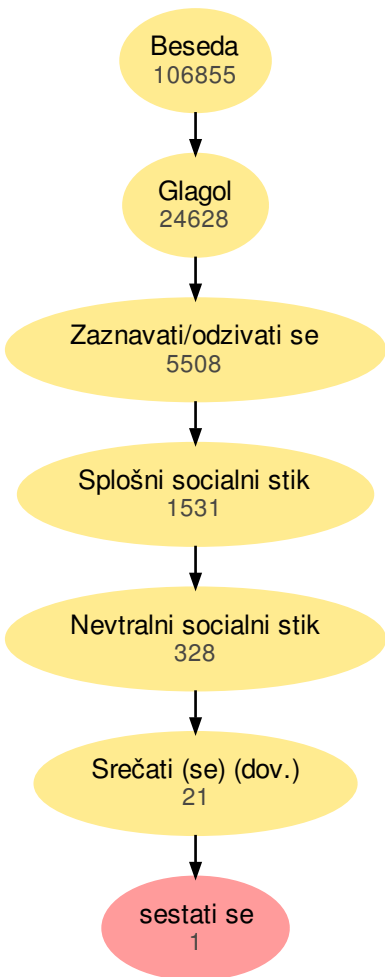 Beseda
106855
Glagol
24628
Zaznavati/odzivati se
5508
Splošni socialni stik
1531
Nevtralni socialni stik
328
Srečati (se) (dov.)
21
sestati se
1